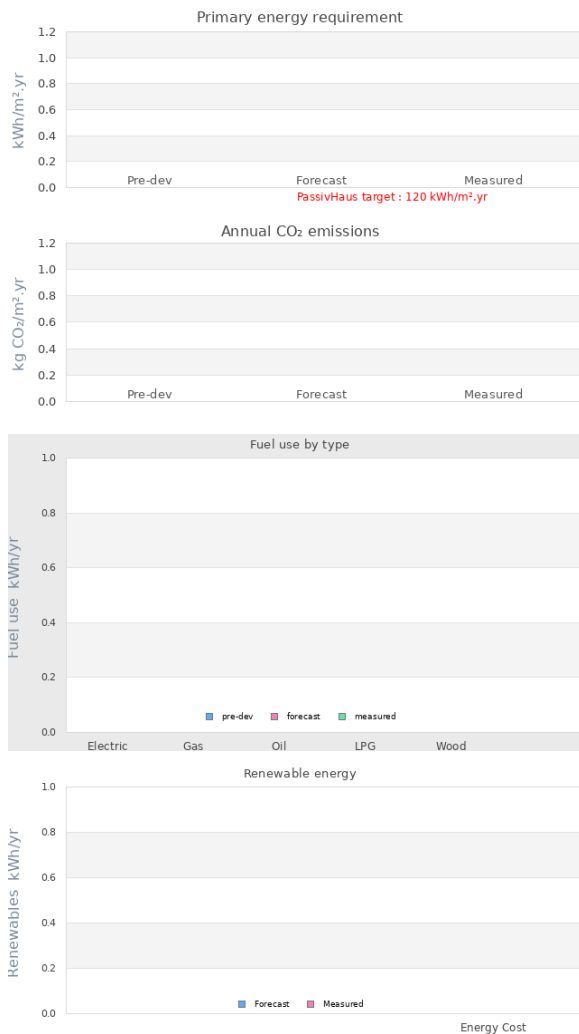 Primary energy requirement
kWh/m².yr
1.2
1.0
0.8
0.6
0.4
0.2
0.0
Pre-dev Forecast Measured
PassivHaus target : 120 kWh/m².yr
Annual CO₂ emissions
kg CO₂/m².yr
1.2
1.0
0.8
0.6
0.4
0.2
0.0
Pre-dev Forecast Measured
Fuel use by type
Fuel use kWh/yr
1.0
0.8
0.6
0.4
0.2
0.0
pre-dev forecast measured
Electric Gas Oil LPG Wood
Renewable energy
Renewables kWh/yr
1.0
0.8
0.6
0.4
0.2
0.0
Forecast Measured
Energy Cost